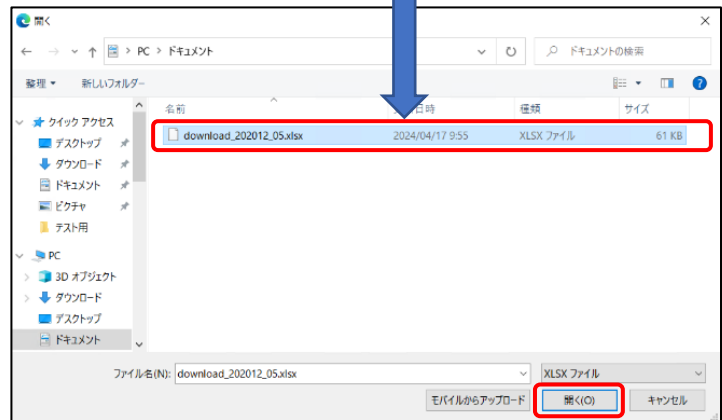 開く
PC > ドキュメント
ドキュメントの検索
整理 新しいフォルダー
名前 日時 種類 サイズ
download_202012_05.xlsx 2024/04/17 9:55 XLSX ファイル 61 KB
クイック アクセス
デスクトップ
ダウンロード
ドキュメント
ピクチャ
テスト用
PC
3D オブジェクト
ダウンロード
デスクトップ
ドキュメント
ファイル名(N): download_202012_05.xlsx XLSX ファイル
モバイルからアップロード 開く(O) キャンセル